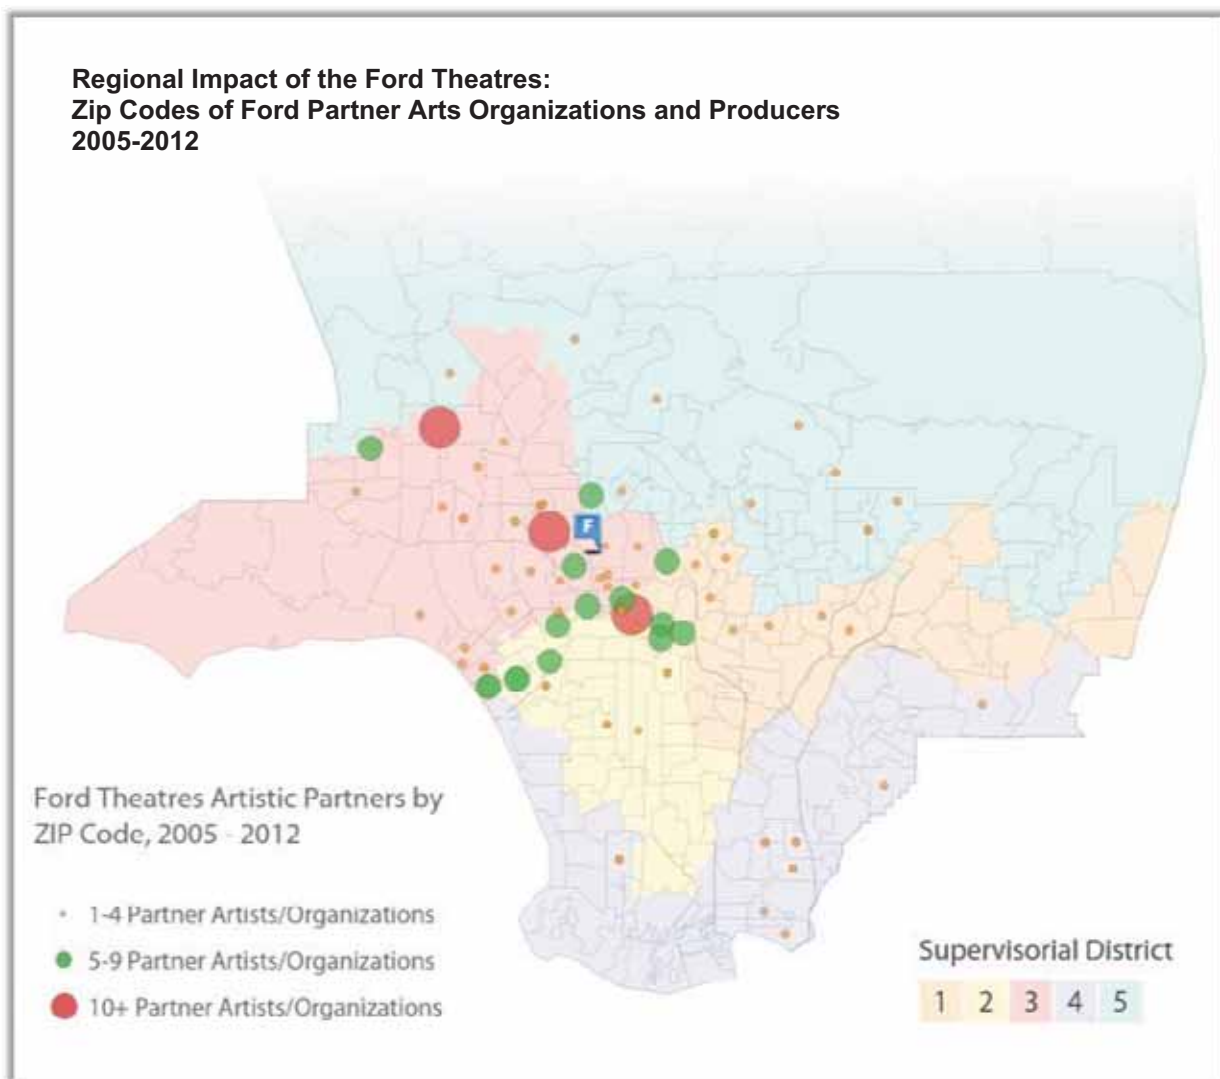 Regional Impact of the Ford Theatres:
Zip Codes of Ford Partner Arts Organizations and Producers
2005-2012
F
Ford Theatres Artistic Partners by
ZIP Code, 2005 - 2012
1-4 Partner Artists/Organizations
5-9 Partner Artists/Organizations
10+ Partner Artists/Organizations
Supervisorial District
1 2 3 4 5